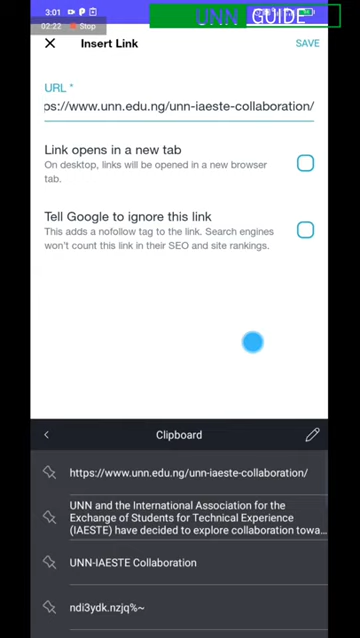 UNN GUIDE
3:01
02:22 Stop
Insert Link
SAVE
URL *
ps://www.unn.edu.ng/unn-iaeste-collaboration/
Link opens in a new tab
On desktop, links will be opened in a new browser
tab.
Tell Google to ignore this link
This adds a nofollow tag to the link. Search engines
won't count this link in their SEO and site rankings.
Clipboard
https://www.unn.edu.ng/unn-iaeste-collaboration/
UNN and the International Association for the
Exchange of Students for Technical Experience
(IAESTE) have decided to explore collaboration towa...
UNN-IAESTE Collaboration
ndi3ydk.nzjq%~